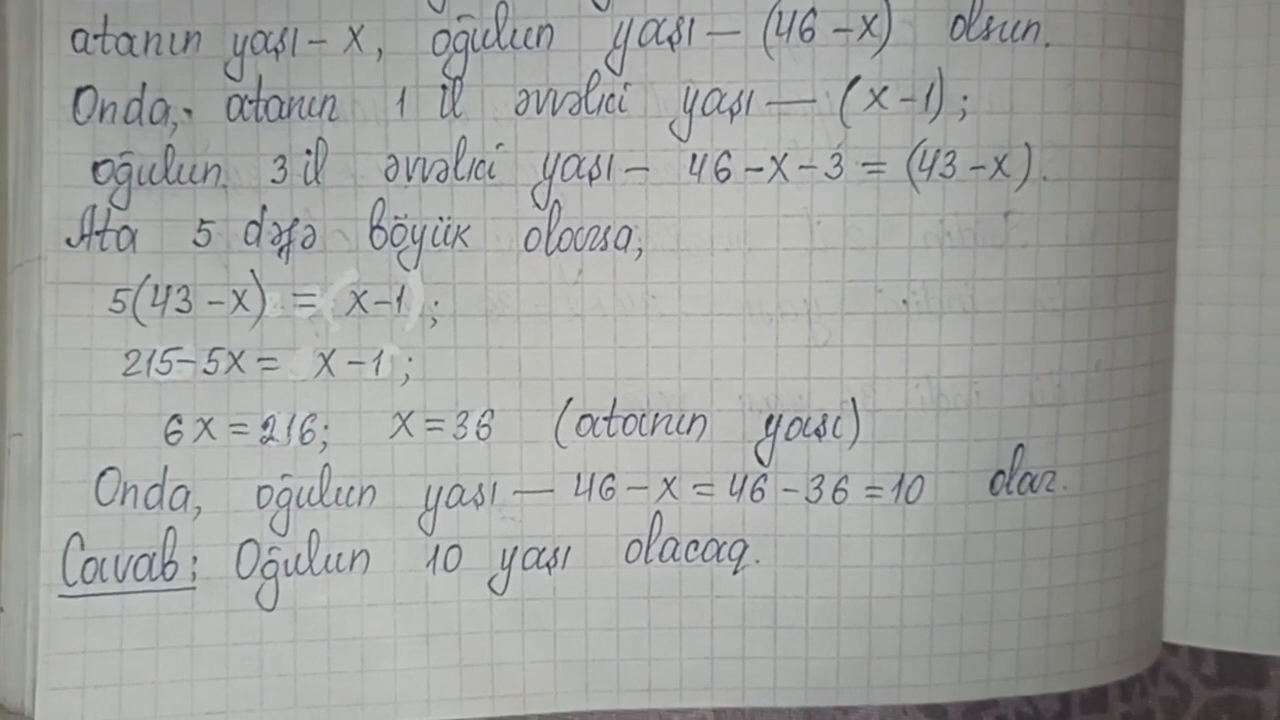 atanın yaşı - x, oğulun yaşı — (46 - x) olsun.
Onda, atanın 1 il əvvəlki yaşı — (x - 1);
oğulun 3 il əvvəlki yaşı - 46 - x - 3 = (43 - x).
Ata 5 dəfə böyük olarsa,
5(43 - x) = (x - 1);
215 - 5x = x - 1;
6x = 216; x = 36 (atanın yaşı)
Onda, oğulun yaşı — 46 - x = 46 - 36 = 10 olar.
Cavab: Oğulun 10 yaşı olacaq.